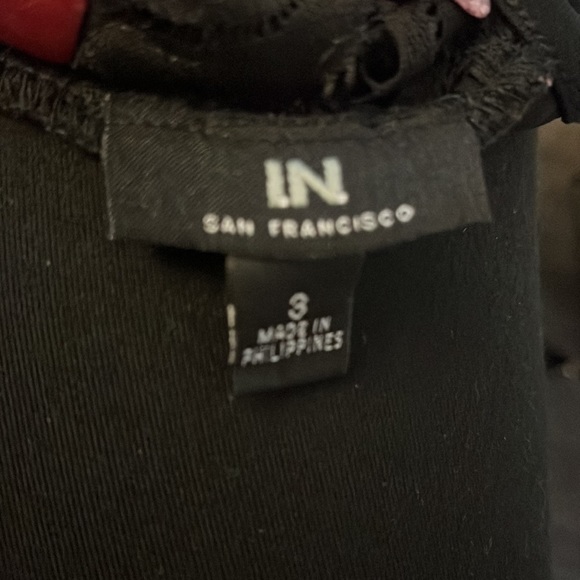 I.N.
SAN FRANCISCO
3
MADE IN
PHILIPPINES